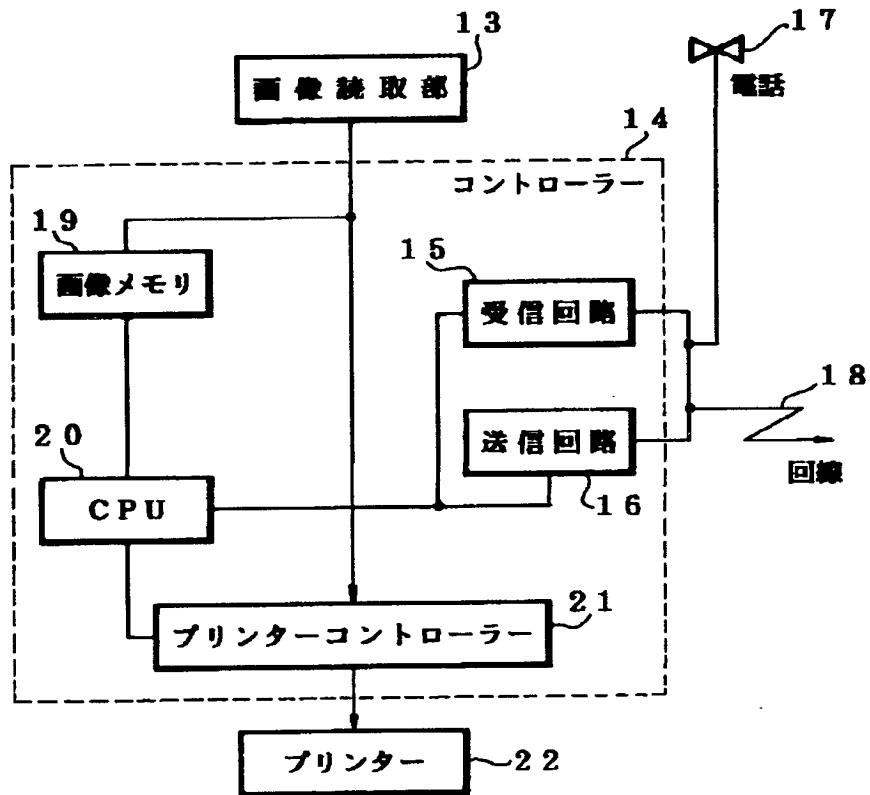 13
画像読取部
17
電話
14
コントローラー
19
画像メモリ
15
受信回路
18
回線
20
CPU
送信回路
16
21
プリンターコントローラー
プリンター
22